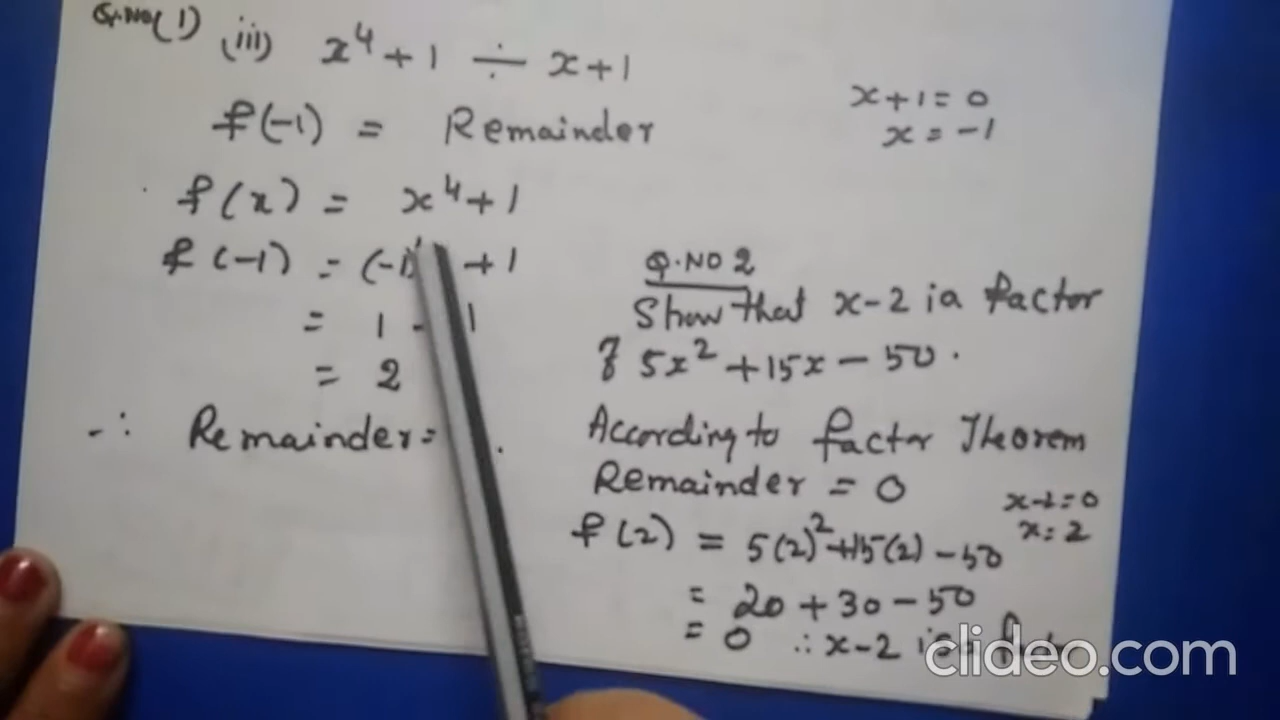 Q.No(1) (iii) x⁴+1 ÷ x+1
x+1=0
x=-1
f(-1) = Remainder
f(x) = x⁴+1
f(-1) = (-1) +1
= 1 1
= 2
∴ Remainder= .
Q.NO 2
Show that x-2 is factor
of 5x²+15x-50.
According to factor Theorem
Remainder = 0
x-2=0
x=2
f(2) = 5(2)²+15(2)-50
= 20+30-50
= 0 ∴ x-2 is
clideo.com